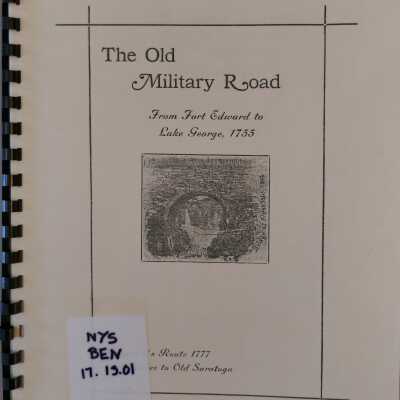 The Old
Military Road
From Fort Edward to
Lake George, 1755
Route 1777
to Old Saratoga
NYS
BEN
17. 13.01